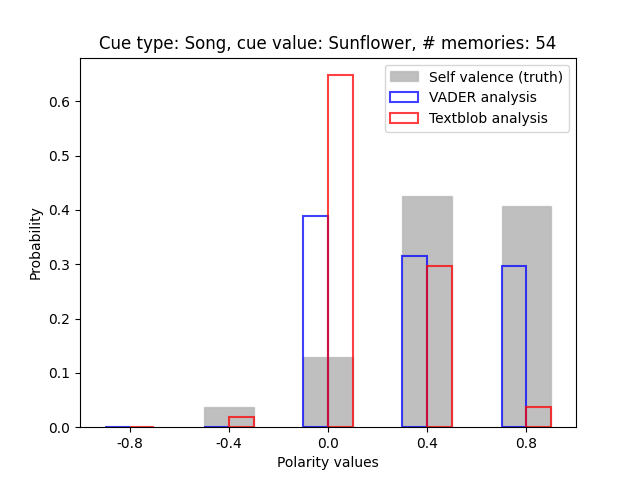 Cue type: Song, cue value: Sunflower, # memories: 54
Self valence (truth)
VADER analysis
Textblob analysis
Probability
0.6
0.5
0.4
0.3
0.2
0.1
0.0
-0.8 -0.4 0.0 0.4 0.8
Polarity values